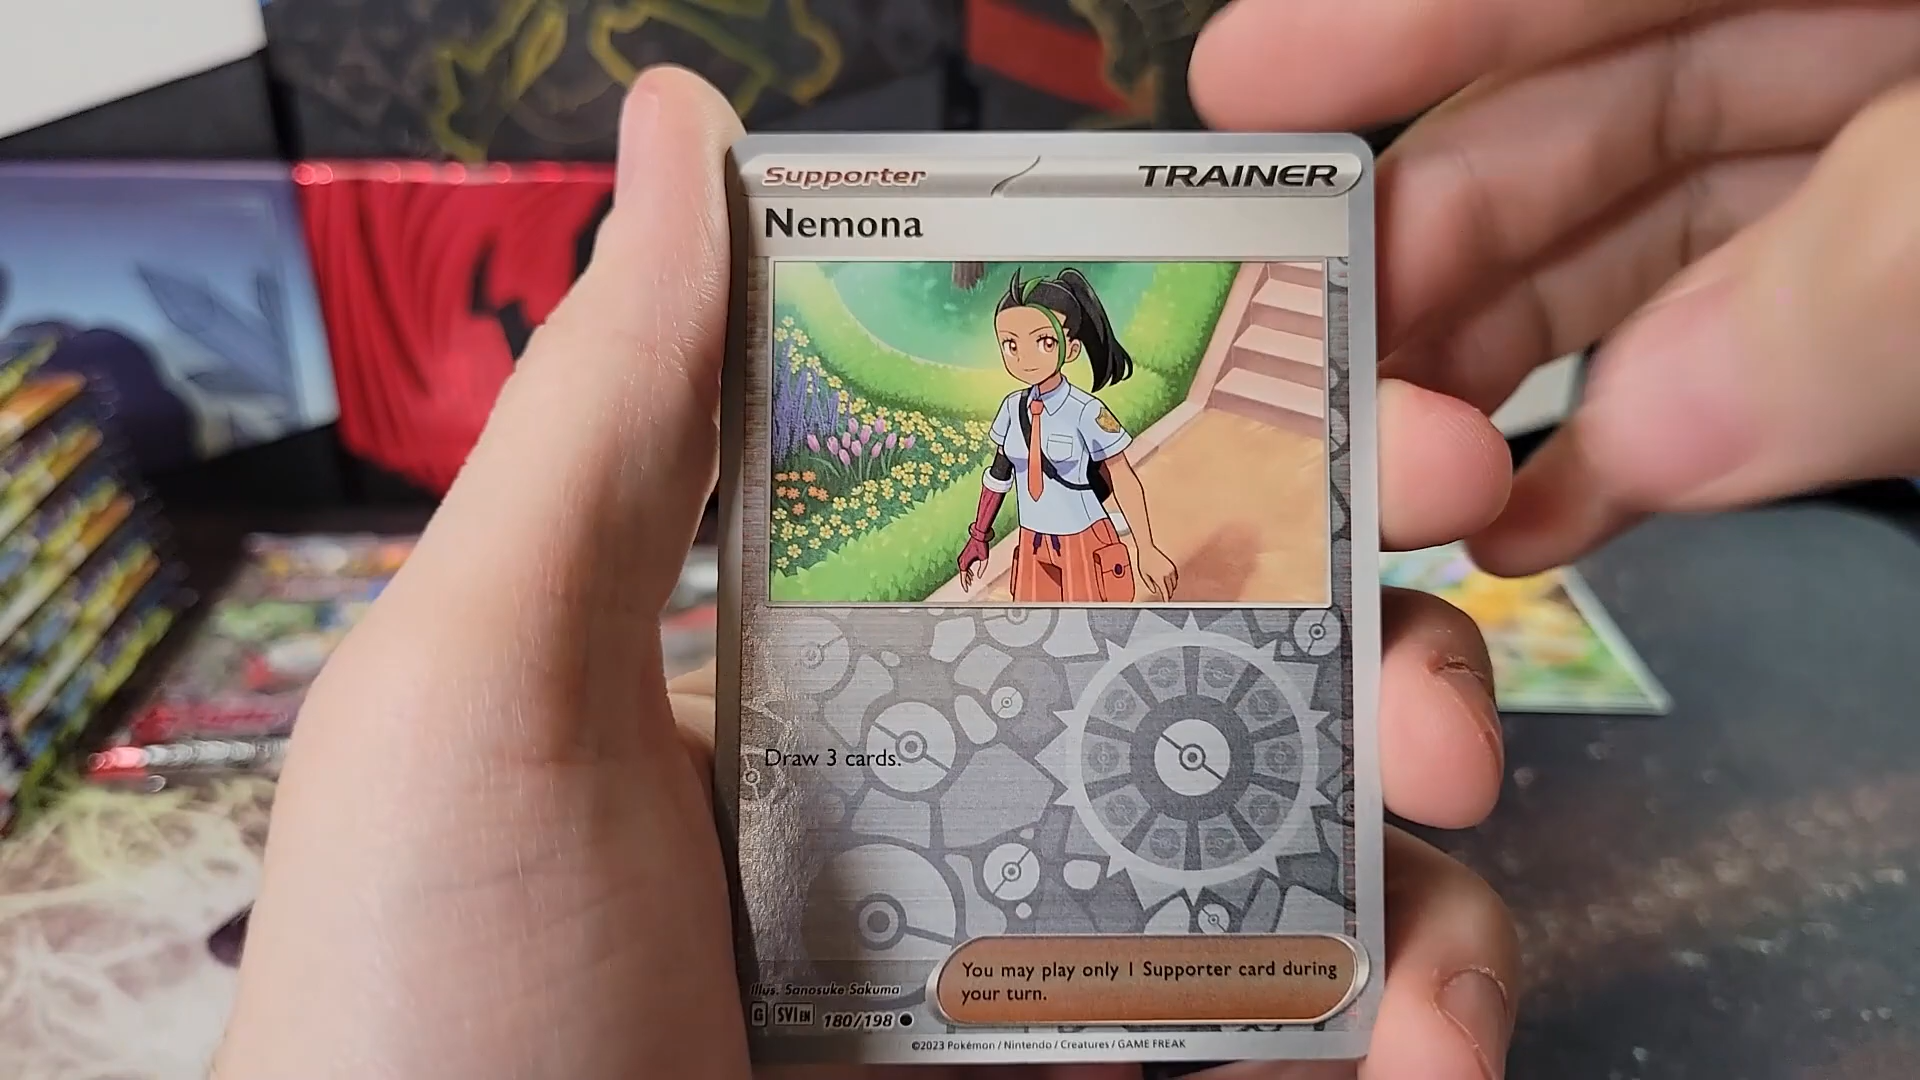 Supporter
TRAINER
Nemona
Draw 3 cards.
You may play only 1 Supporter card during
your turn.
Illus. Sanosuke Sakuma
G SVI EN 180/198
©2023 Pokémon / Nintendo / Creatures / GAME FREAK